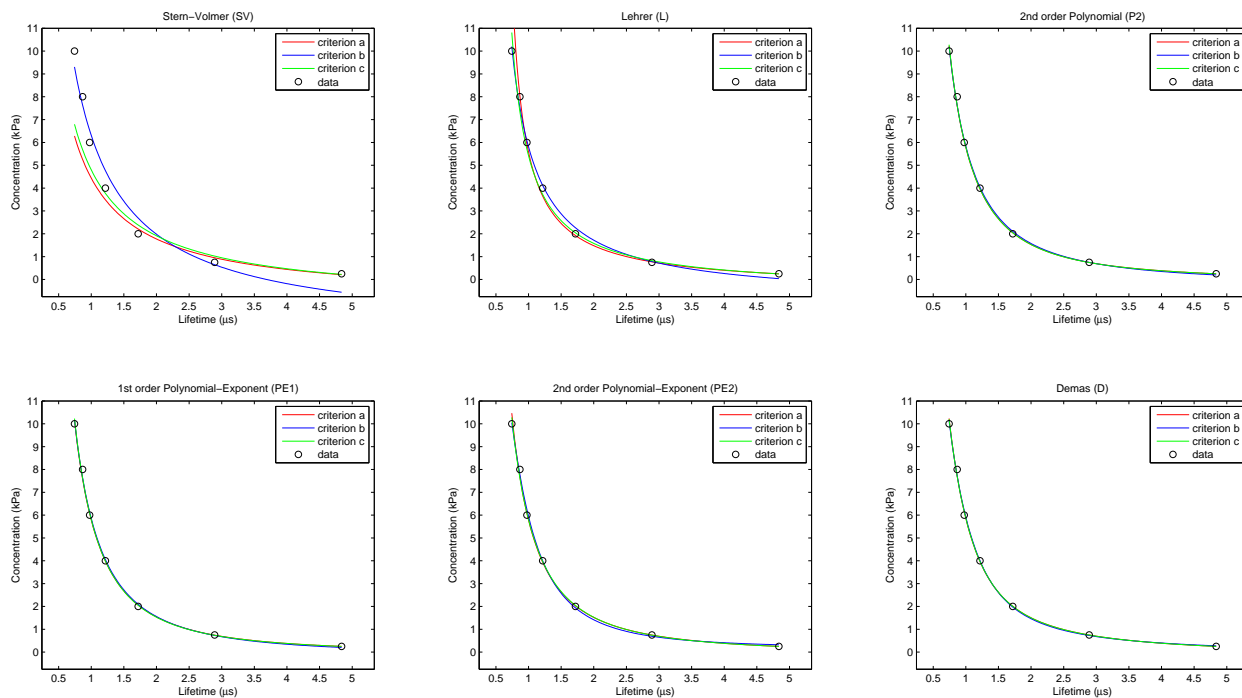 Stern−Volmer (SV)
11
10
9
8
7
6
5
4
3
2
1
0
Concentration (kPa)
0.5 1 1.5 2 2.5 3 3.5 4 4.5 5
Lifetime (μs)
criterion a
criterion b
criterion c
data
Lehrer (L)
11
10
9
8
7
6
5
4
3
2
1
0
Concentration (kPa)
0.5 1 1.5 2 2.5 3 3.5 4 4.5 5
Lifetime (μs)
criterion a
criterion b
criterion c
data
2nd order Polynomial (P2)
11
10
9
8
7
6
5
4
3
2
1
0
Concentration (kPa)
0.5 1 1.5 2 2.5 3 3.5 4 4.5 5
Lifetime (μs)
criterion a
criterion b
criterion c
data
1st order Polynomial−Exponent (PE1)
11
10
9
8
7
6
5
4
3
2
1
0
Concentration (kPa)
0.5 1 1.5 2 2.5 3 3.5 4 4.5 5
Lifetime (μs)
criterion a
criterion b
criterion c
data
2nd order Polynomial−Exponent (PE2)
11
10
9
8
7
6
5
4
3
2
1
0
Concentration (kPa)
0.5 1 1.5 2 2.5 3 3.5 4 4.5 5
Lifetime (μs)
criterion a
criterion b
criterion c
data
Demas (D)
11
10
9
8
7
6
5
4
3
2
1
0
Concentration (kPa)
0.5 1 1.5 2 2.5 3 3.5 4 4.5 5
Lifetime (μs)
criterion a
criterion b
criterion c
data